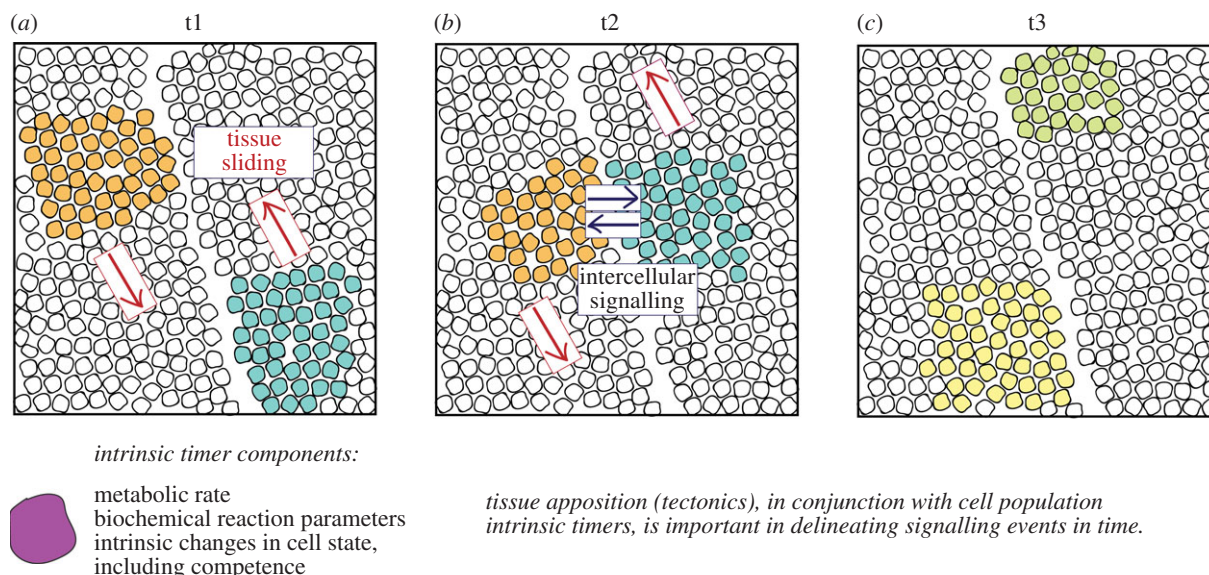 (a) t1
(b) t2
(c) t3
tissue
sliding
intercellular
signalling
intrinsic timer components:
metabolic rate
biochemical reaction parameters
intrinsic changes in cell state,
including competence
tissue apposition (tectonics), in conjunction with cell population
intrinsic timers, is important in delineating signalling events in time.